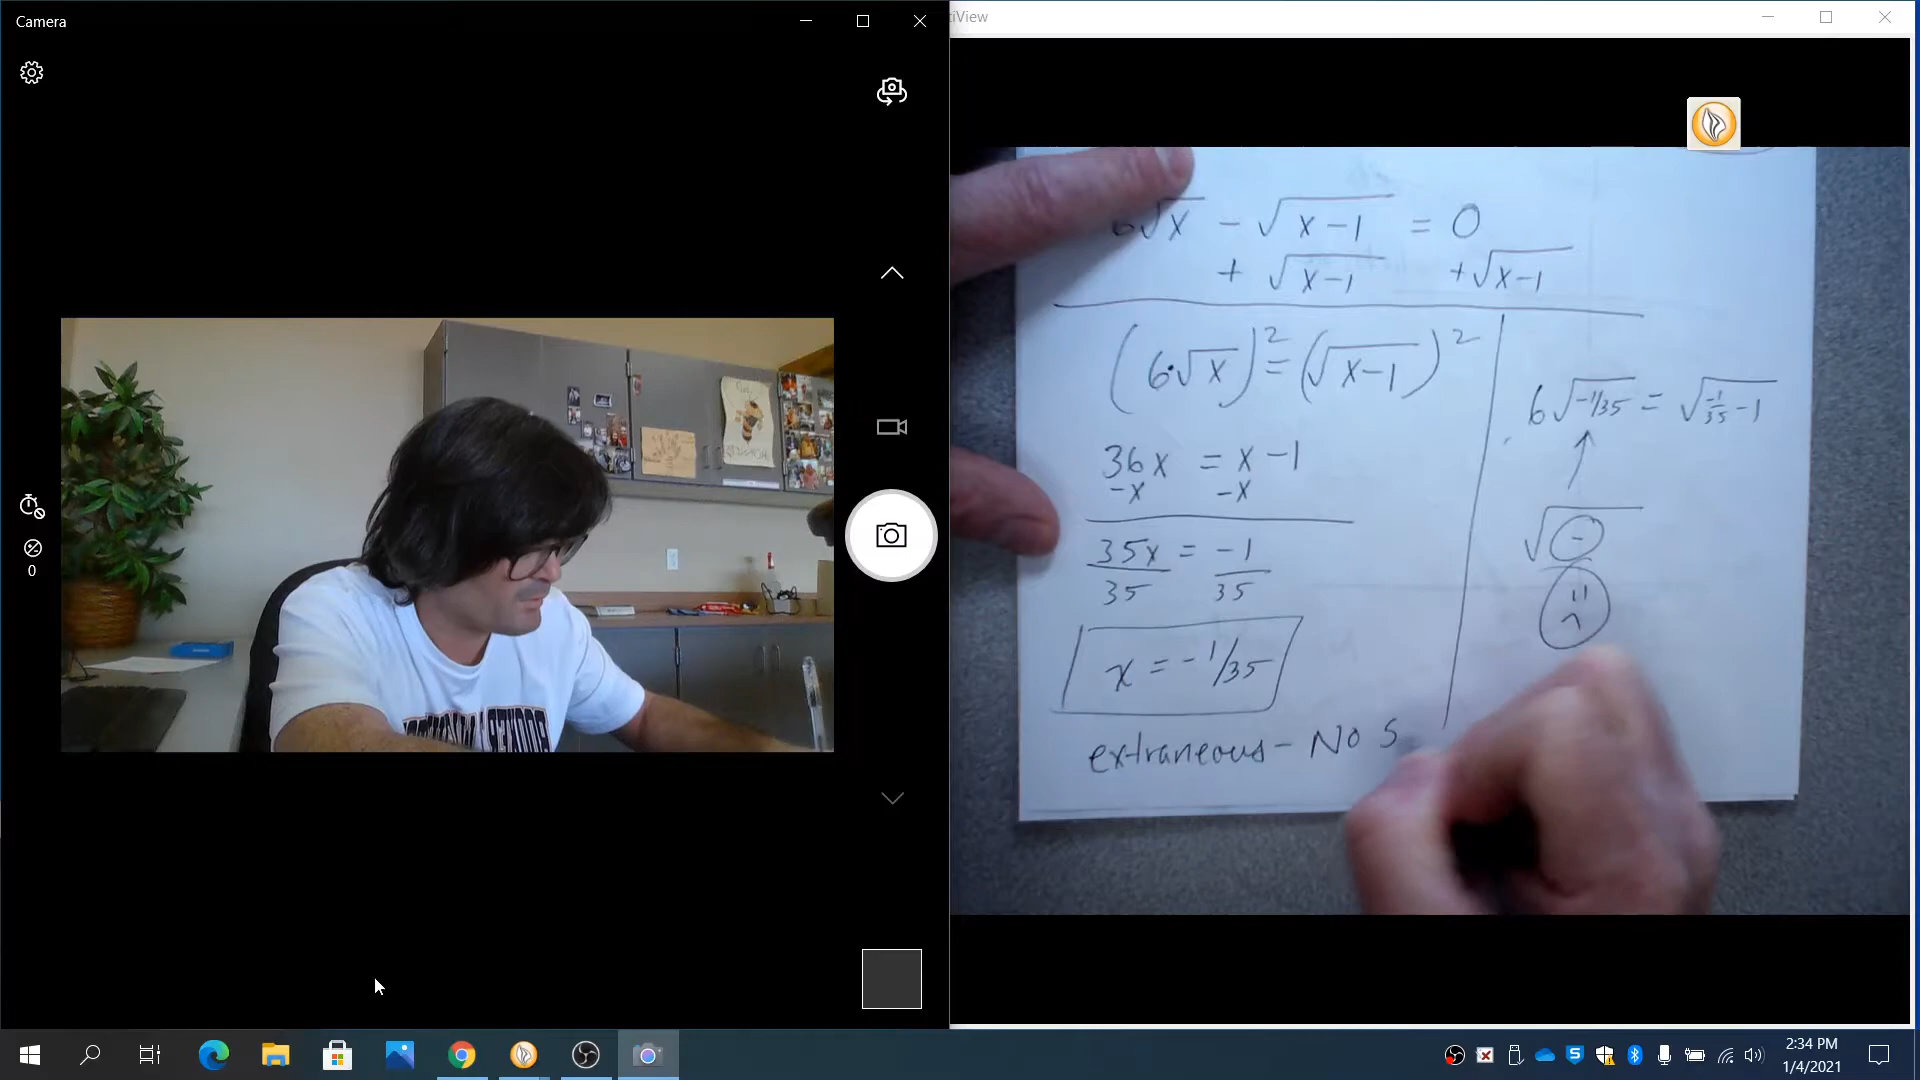 Camera
iView
0
6√x - √x-1 = 0
+ √x-1 +√x-1
(6·√x)² = (√x-1)²
6√-1/35 = √-1/35 -1
36x = x-1
-x -x
√-
35x = -1
35 35
x = -1/35
extraneous - No S
2:34 PM
1/4/2021